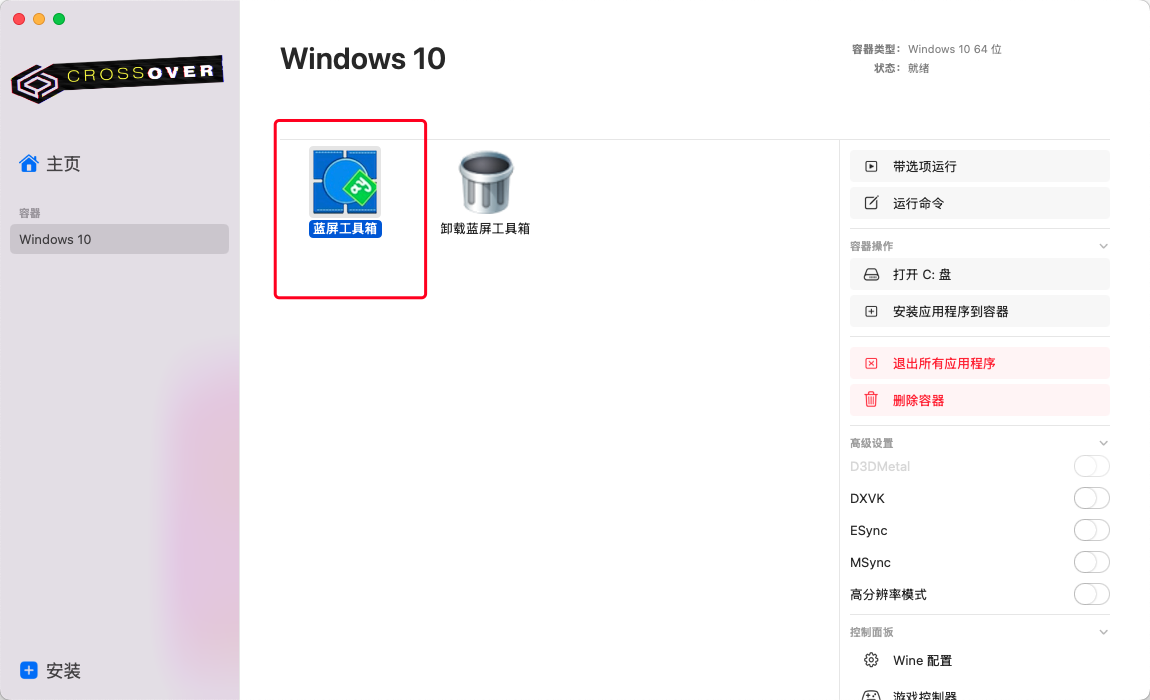 CROSSOVER
主页
容器
Windows 10
安装
Windows 10
容器类型: Windows 10 64 位
状态: 就绪
ay
蓝屏工具箱
卸载蓝屏工具箱
带选项运行
运行命令
容器操作
打开 C: 盘
安装应用程序到容器
退出所有应用程序
删除容器
高级设置
D3DMetal
DXVK
ESync
MSync
高分辨率模式
控制面板
Wine 配置
游戏控制器